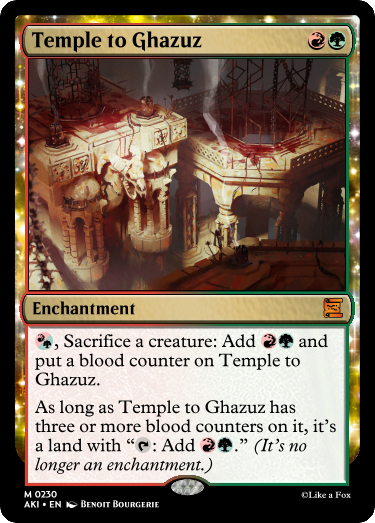 Temple to Ghazuz
Enchantment
, Sacrifice a creature: Add and
put a blood counter on Temple to
Ghazuz.
As long as Temple to Ghazuz has
three or more blood counters on it, it's
a land with “: Add .” (It's no
longer an enchantment.)
M 0230
©Like a Fox
AKI • EN Benoit Bourgerie